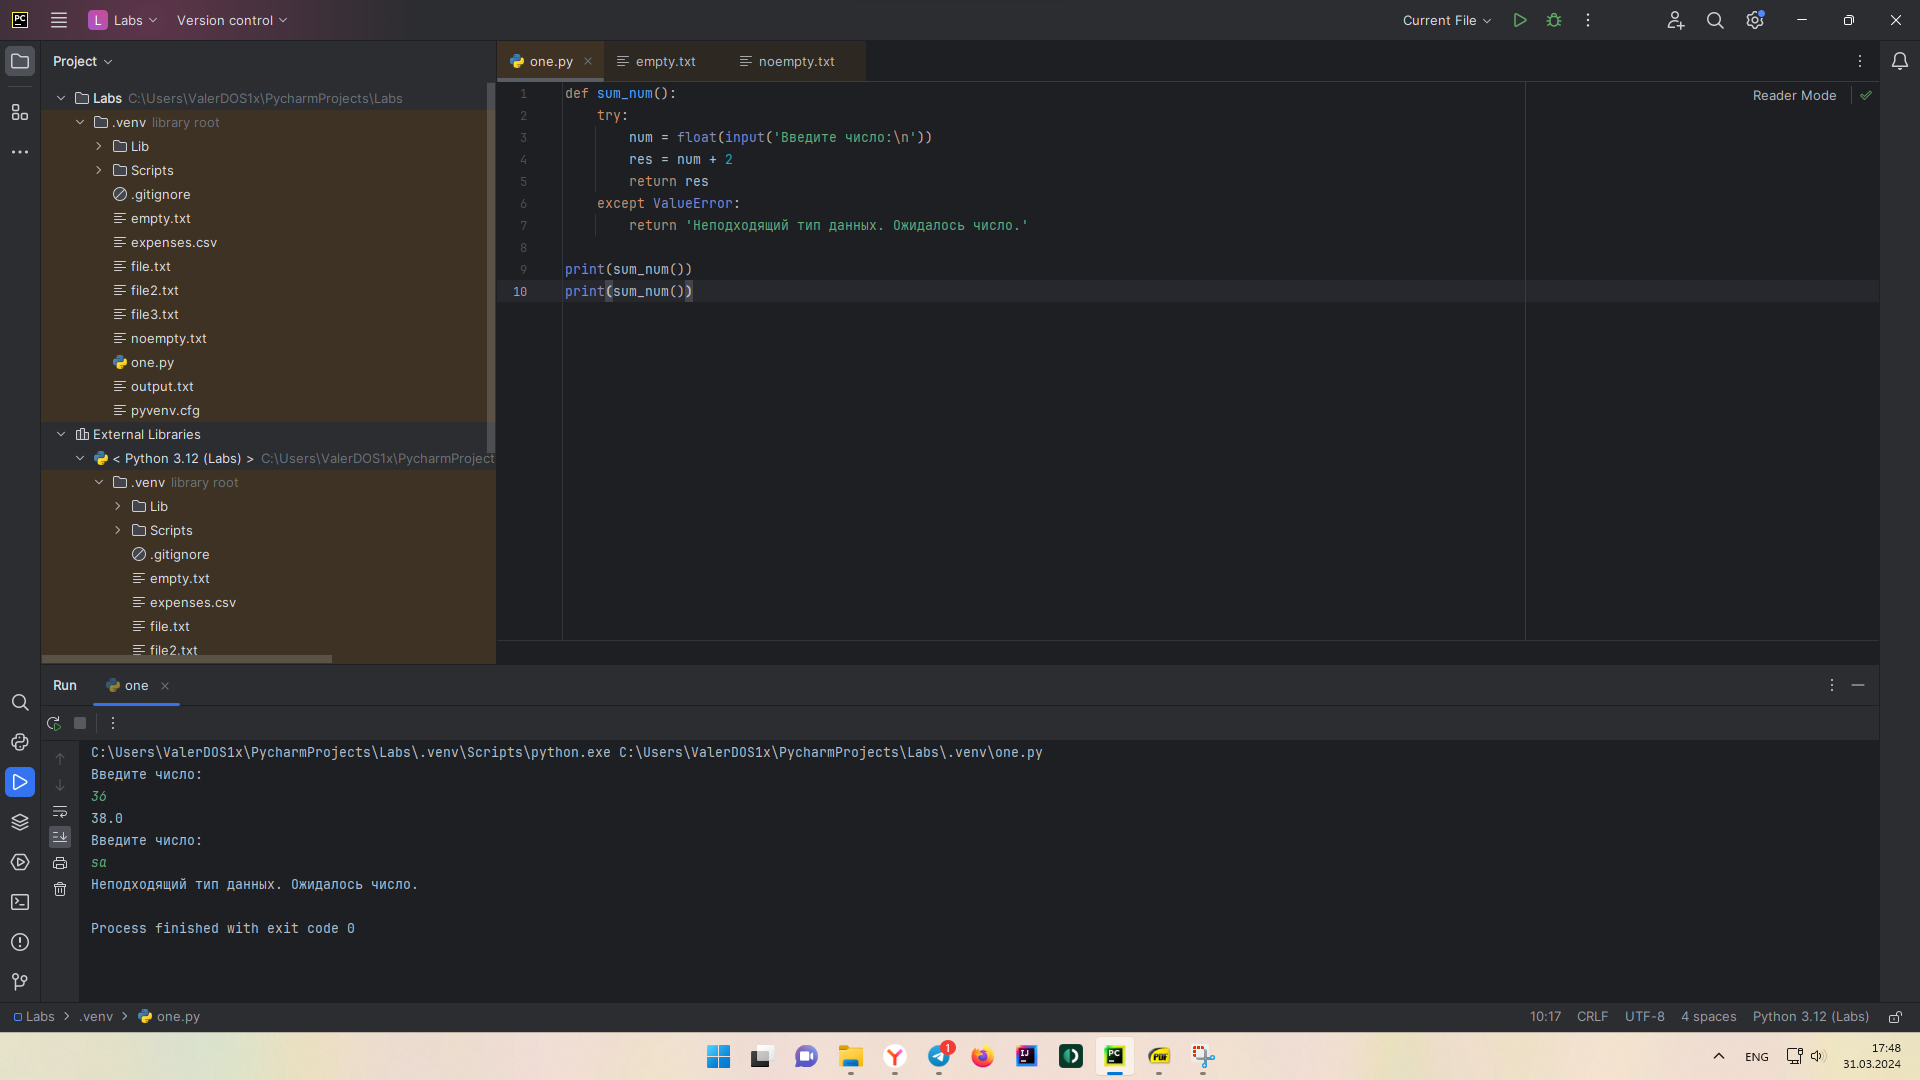 PC
L Labs
Version control
Current File
Project
one.py
empty.txt
noempty.txt
Labs C:\Users\ValerDOS1x\PycharmProjects\Labs
.venv library root
Lib
Scripts
.gitignore
empty.txt
expenses.csv
file.txt
file2.txt
file3.txt
noempty.txt
one.py
output.txt
pyvenv.cfg
External Libraries
< Python 3.12 (Labs) > C:\Users\ValerDOS1x\PycharmProject
.venv library root
Lib
Scripts
.gitignore
empty.txt
expenses.csv
file.txt
file2.txt
Reader Mode
1 def sum_num():
2 try:
3 num = float(input('Введите число:\n'))
4 res = num + 2
5 return res
6 except ValueError:
7 return 'Неподходящий тип данных. Ожидалось число.'
8
9 print(sum_num())
10 print(sum_num())
Run
one
C:\Users\ValerDOS1x\PycharmProjects\Labs\.venv\Scripts\python.exe C:\Users\ValerDOS1x\PycharmProjects\Labs\.venv\one.py
Введите число:
36
38.0
Введите число:
sa
Неподходящий тип данных. Ожидалось число.
Process finished with exit code 0
Labs > .venv > one.py
10:17 CRLF UTF-8 4 spaces Python 3.12 (Labs)
1
IJ
PC
PDF
ENG
17:48
31.03.2024